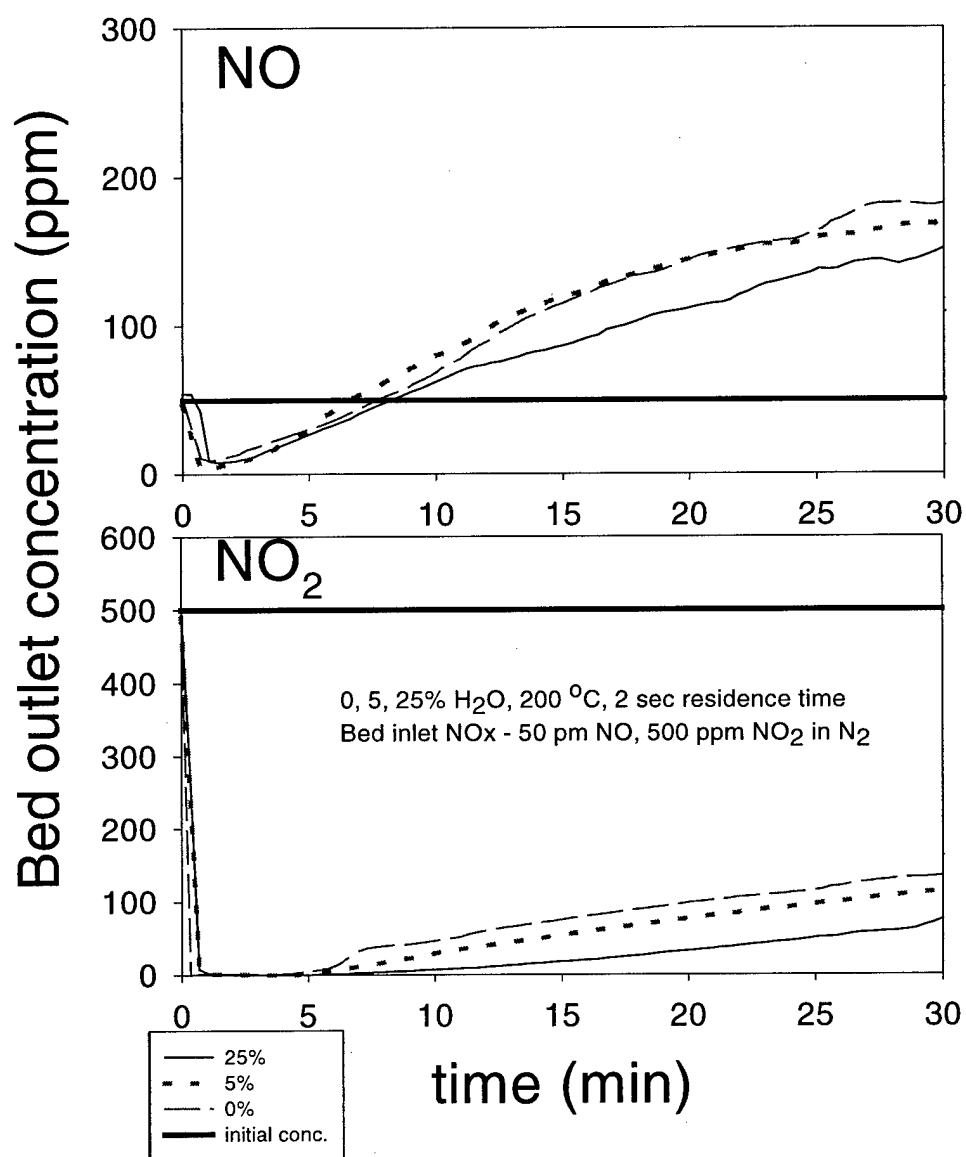 Bed outlet concentration (ppm)
NO
300
200
100
0
0 5 10 15 20 25 30
NO2
600
500
400
300
200
100
0
0, 5, 25% H2O, 200 oC, 2 sec residence time
Bed inlet NOx - 50 pm NO, 500 ppm NO2 in N2
0 5 10 15 20 25 30
time (min)
25%
5%
0%
initial conc.